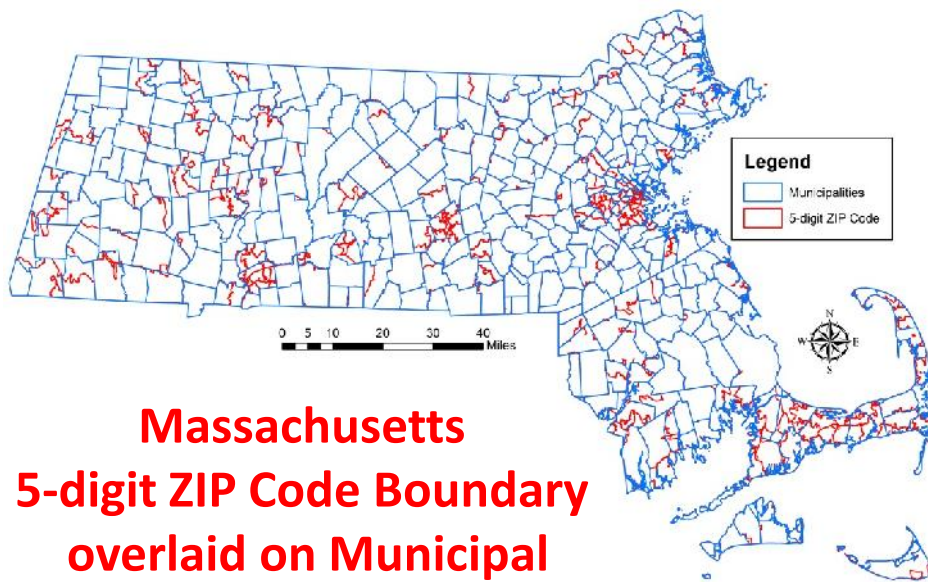 Legend
Municipalities
5-digit ZIP Code
N
W E
S
0 5 10 20 30 40
Miles
Massachusetts
5-digit ZIP Code Boundary
overlaid on Municipal